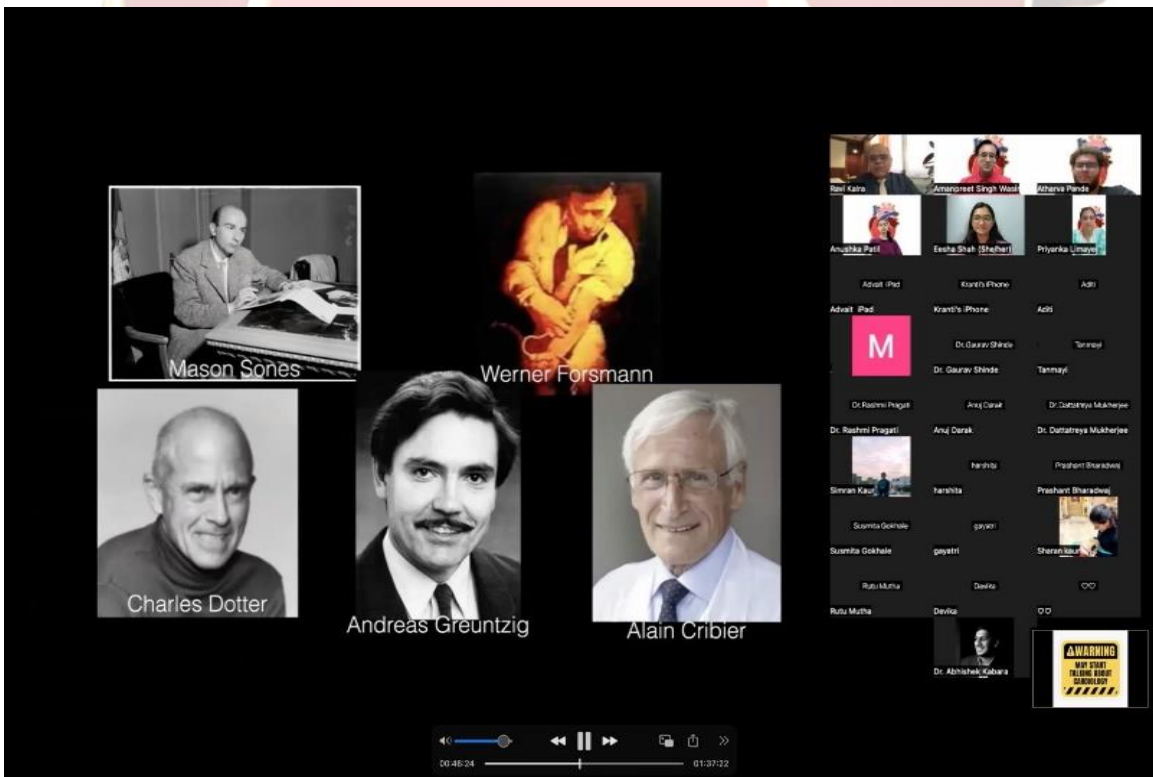 Mason Sones
Werner Forsmann
Charles Dotter
Andreas Greuntzig
Alain Cribier
Ravi Kalra
Amanpreet Singh Wasir
Atharva Pande
Anushka Patil
Eesha Shah (She/her)
Priyanka Limaye
Advait iPad
Kranti's iPhone
Aditi
Advait iPad
Kranti's iPhone
Aditi
M
Dr. Gaurav Shinde
Tanmayi
Dr. Gaurav Shinde
Tanmayi
Dr. Rashmi Pragati
Anuj Darak
Dr. Dattatreya Mukherjee
Dr. Rashmi Pragati
Anuj Darak
Dr. Dattatreya Mukherjee
harshita
Prashant Bharadwaj
Simran Kaur
harshita
Prashant Bharadwaj
Susmita Gokhale
gayatri
Susmita Gokhale
gayatri
Sharan kaur
Rutu Mutha
Devika
♡♡
Rutu Mutha
Devika
♡♡
Dr. Abhishek Kabara
WARNING
MAY START
TALKING ABOUT
CARDIOLOGY
00:48:24
01:37:22